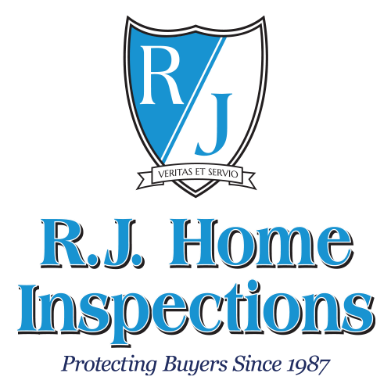 R
J
VERITAS ET SERVIO
R.J. Home
Inspections
Protecting Buyers Since 1987